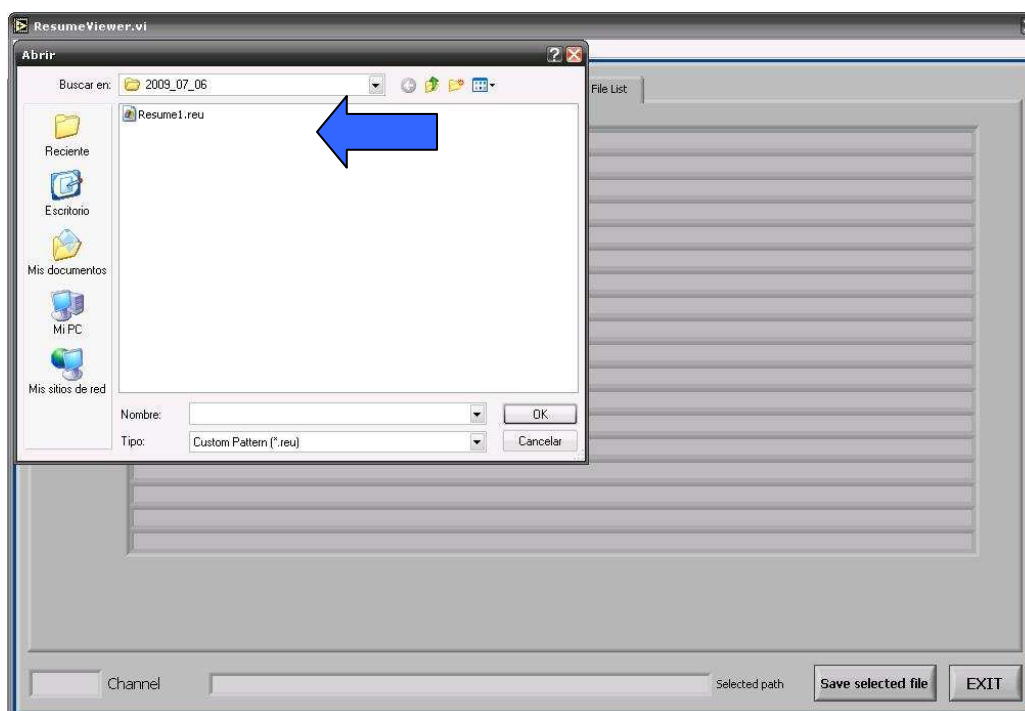 ResumeViewer.vi
Abrir
Buscar en:
2009_07_06
File List
Resume1.reu
Reciente
Escritorio
Mis documentos
Mi PC
Mis sitios de red
Nombre:
OK
Tipo:
Custom Pattern (*.reu)
Cancelar
Channel
Selected path
Save selected file
EXIT